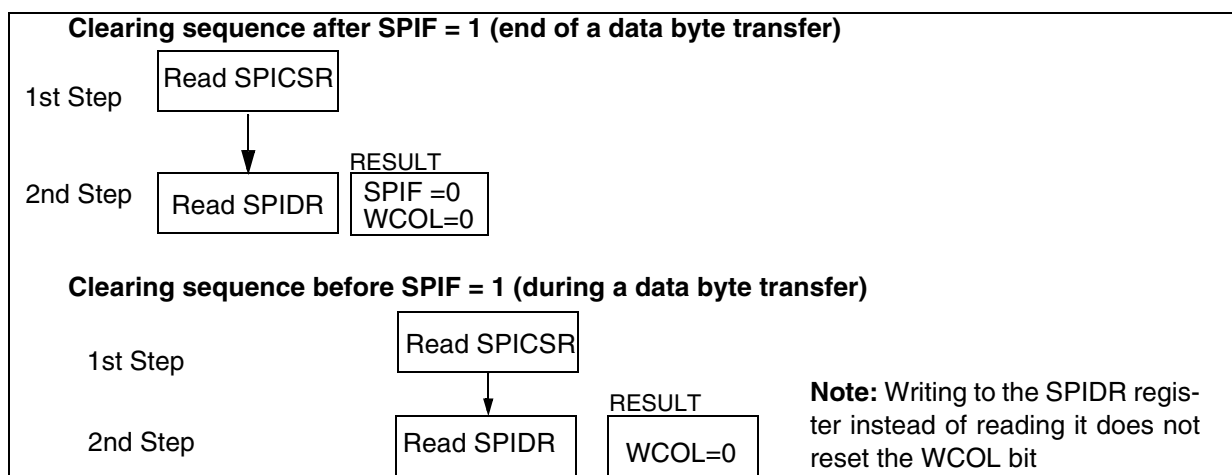 Clearing sequence after SPIF = 1 (end of a data byte transfer)
1st Step
Read SPICSR
2nd Step
Read SPIDR
RESULT
SPIF =0
WCOL=0
Clearing sequence before SPIF = 1 (during a data byte transfer)
1st Step
Read SPICSR
2nd Step
Read SPIDR
RESULT
WCOL=0
Note: Writing to the SPIDR regis-
ter instead of reading it does not
reset the WCOL bit